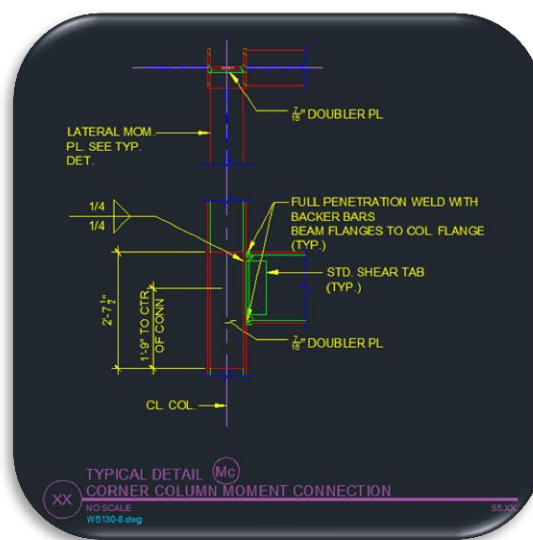 7/16" DOUBLER PL
LATERAL MOM.
PL SEE TYP.
DET.
1/4
1/4
FULL PENETRATION WELD WITH
BACKER BARS
BEAM FLANGES TO COL. FLANGE
(TYP.)
STD. SHEAR TAB
(TYP.)
2'-7 1/2"
1'-9" TO CTR.
OF CONN
7/16" DOUBLER PL
CL. COL.
TYPICAL DETAIL Mc
XX CORNER COLUMN MOMENT CONNECTION
NO SCALE S5.XX
W5130-8.dwg